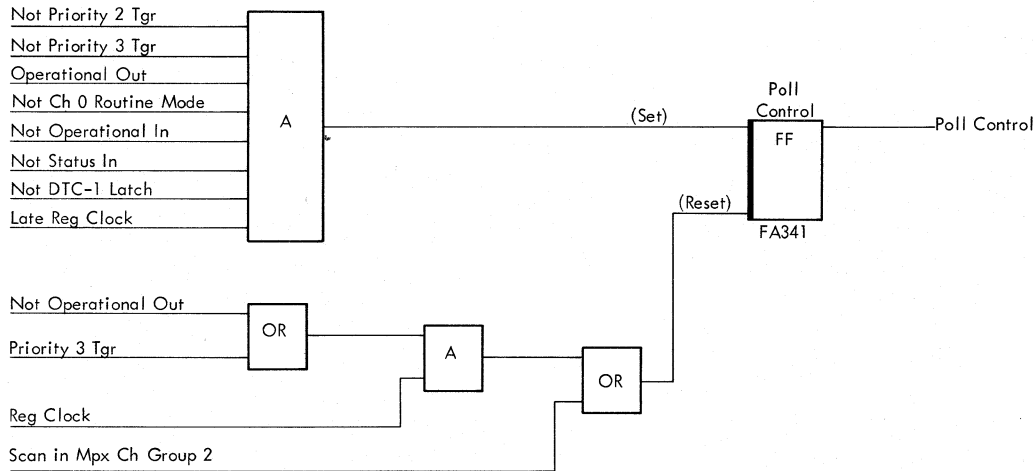 Not Priority 2 Tgr
Not Priority 3 Tgr
Operational Out
Not Ch 0 Routine Mode
Not Operational In
Not Status In
Not DTC-1 Latch
Late Reg Clock
A
(Set)
Poll
Control
FF
Poll Control
(Reset)
FA341
Not Operational Out
Priority 3 Tgr
OR
A
OR
Reg Clock
Scan in Mpx Ch Group 2